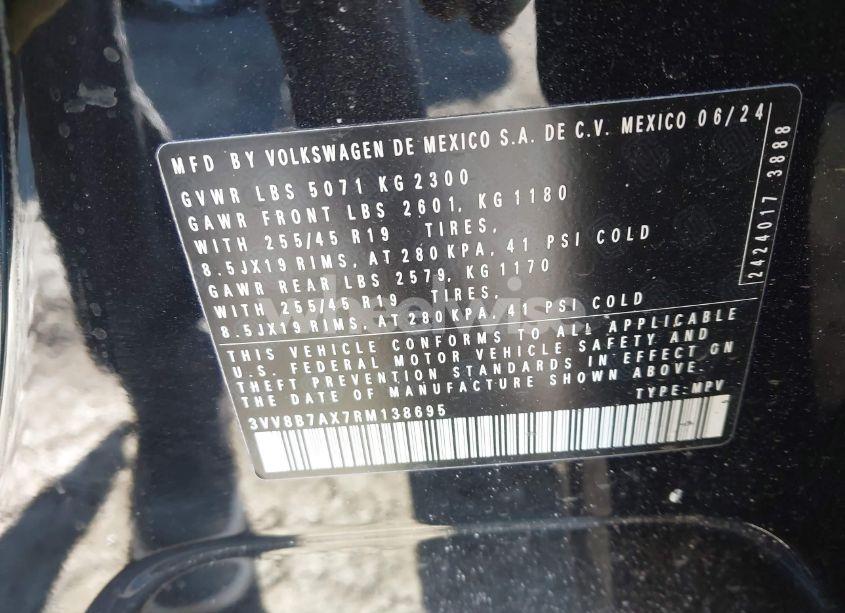 MFD BY VOLKSWAGEN DE MEXICO S.A. DE C.V. MEXICO 06/24
GVWR LBS 5071 KG 2300
GAWR FRONT LBS 2601, KG 1180
WITH 255/45 R19 TIRES,
8.5JX19 RIMS, AT 280 KPA, 41 PSI COLD
GAWR REAR LBS 2579, KG 1170
WITH 255/45 R19 TIRES,
8.5JX19 RIMS, AT 280 KPA, 41 PSI COLD
THIS VEHICLE CONFORMS TO ALL APPLICABLE
U.S. FEDERAL MOTOR VEHICLE SAFETY AND
THEFT PREVENTION STANDARDS IN EFFECT ON
THE DATE OF MANUFACTURE SHOWN ABOVE.
TYPE: MPV
3VV8B7AX7RM138695
2424017 3888
wheelwise